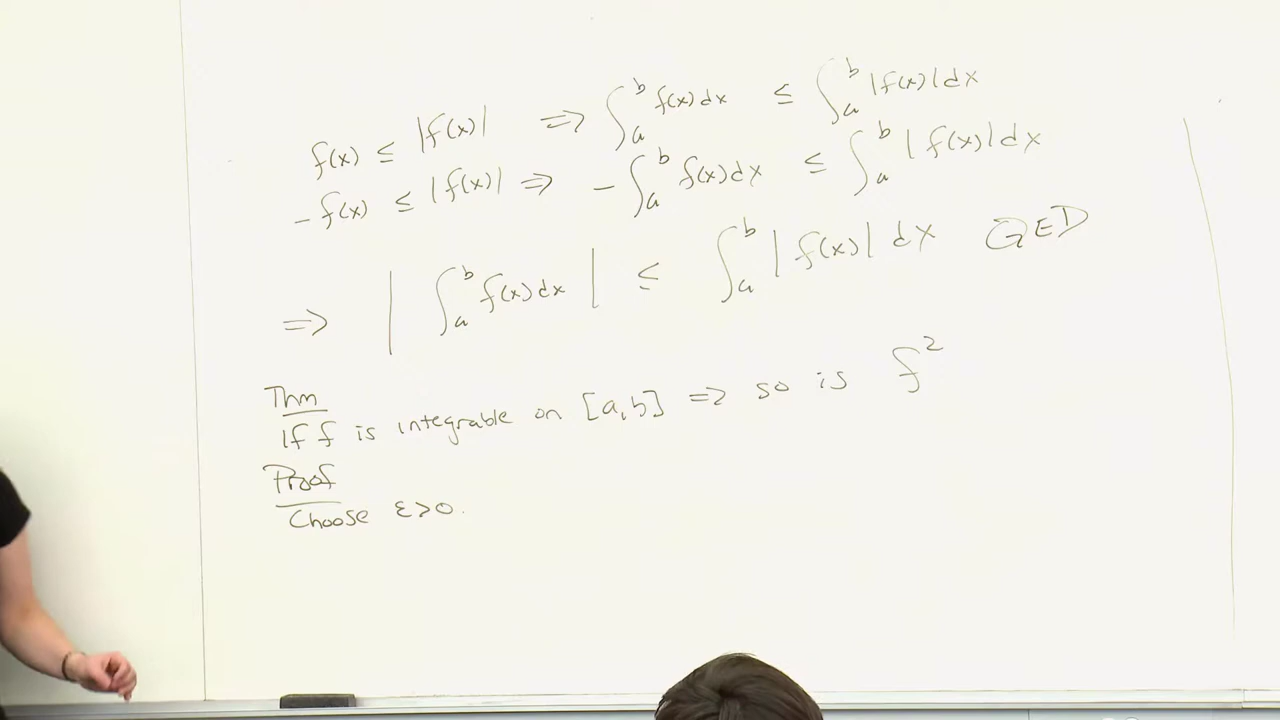 f(x) ≤ |f(x)| ⟹ ∫_a^b f(x)dx ≤ ∫_a^b |f(x)|dx
-f(x) ≤ |f(x)| ⟹ -∫_a^b f(x)dx ≤ ∫_a^b |f(x)|dx
⟹ |∫_a^b f(x)dx| ≤ ∫_a^b |f(x)|dx QED
Thm
If f is integrable on [a,b] ⟹ so is f²
Proof
Choose ε>0.